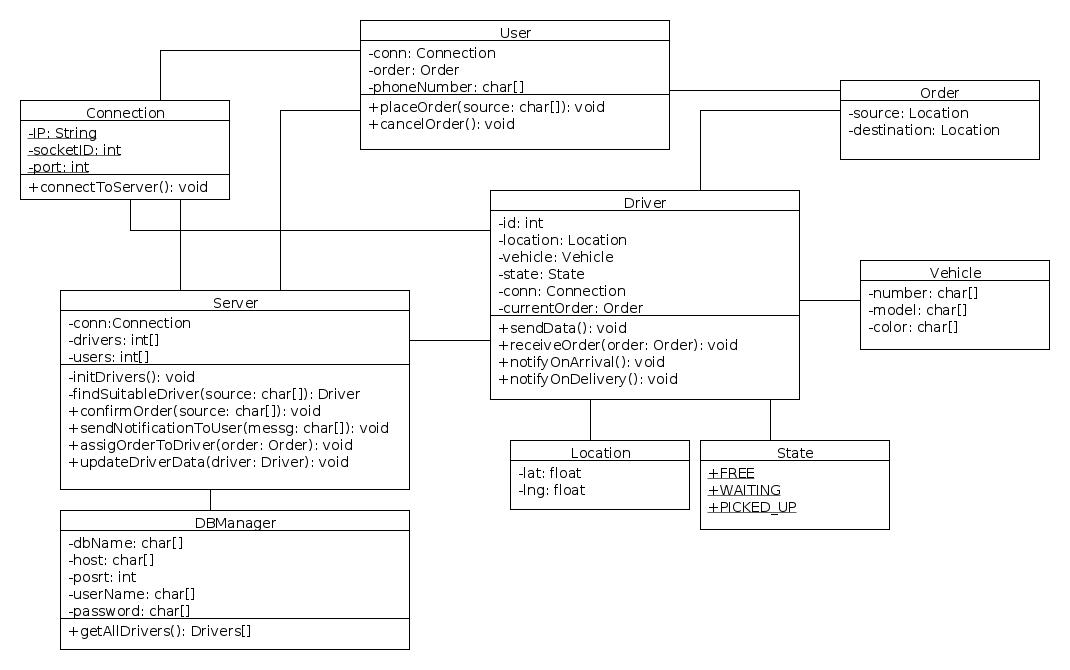 User
-conn: Connection
-order: Order
-phoneNumber: char[]
+placeOrder(source: char[]): void
+cancelOrder(): void
Connection
-IP: String
-socketID: int
-port: int
+connectToServer(): void
Order
-source: Location
-destination: Location
Driver
-id: int
-location: Location
-vehicle: Vehicle
-state: State
-conn: Connection
-currentOrder: Order
+sendData(): void
+receiveOrder(order: Order): void
+notifyOnArrival(): void
+notifyOnDelivery(): void
Vehicle
-number: char[]
-model: char[]
-color: char[]
Server
-conn:Connection
-drivers: int[]
-users: int[]
-initDrivers(): void
-findSuitableDriver(source: char[]): Driver
+confirmOrder(source: char[]): void
+sendNotificationToUser(messg: char[]): void
+assigOrderToDriver(order: Order): void
+updateDriverData(driver: Driver): void
Location
-lat: float
-lng: float
State
+FREE
+WAITING
+PICKED_UP
DBManager
-dbName: char[]
-host: char[]
-posrt: int
-userName: char[]
-password: char[]
+getAllDrivers(): Drivers[]